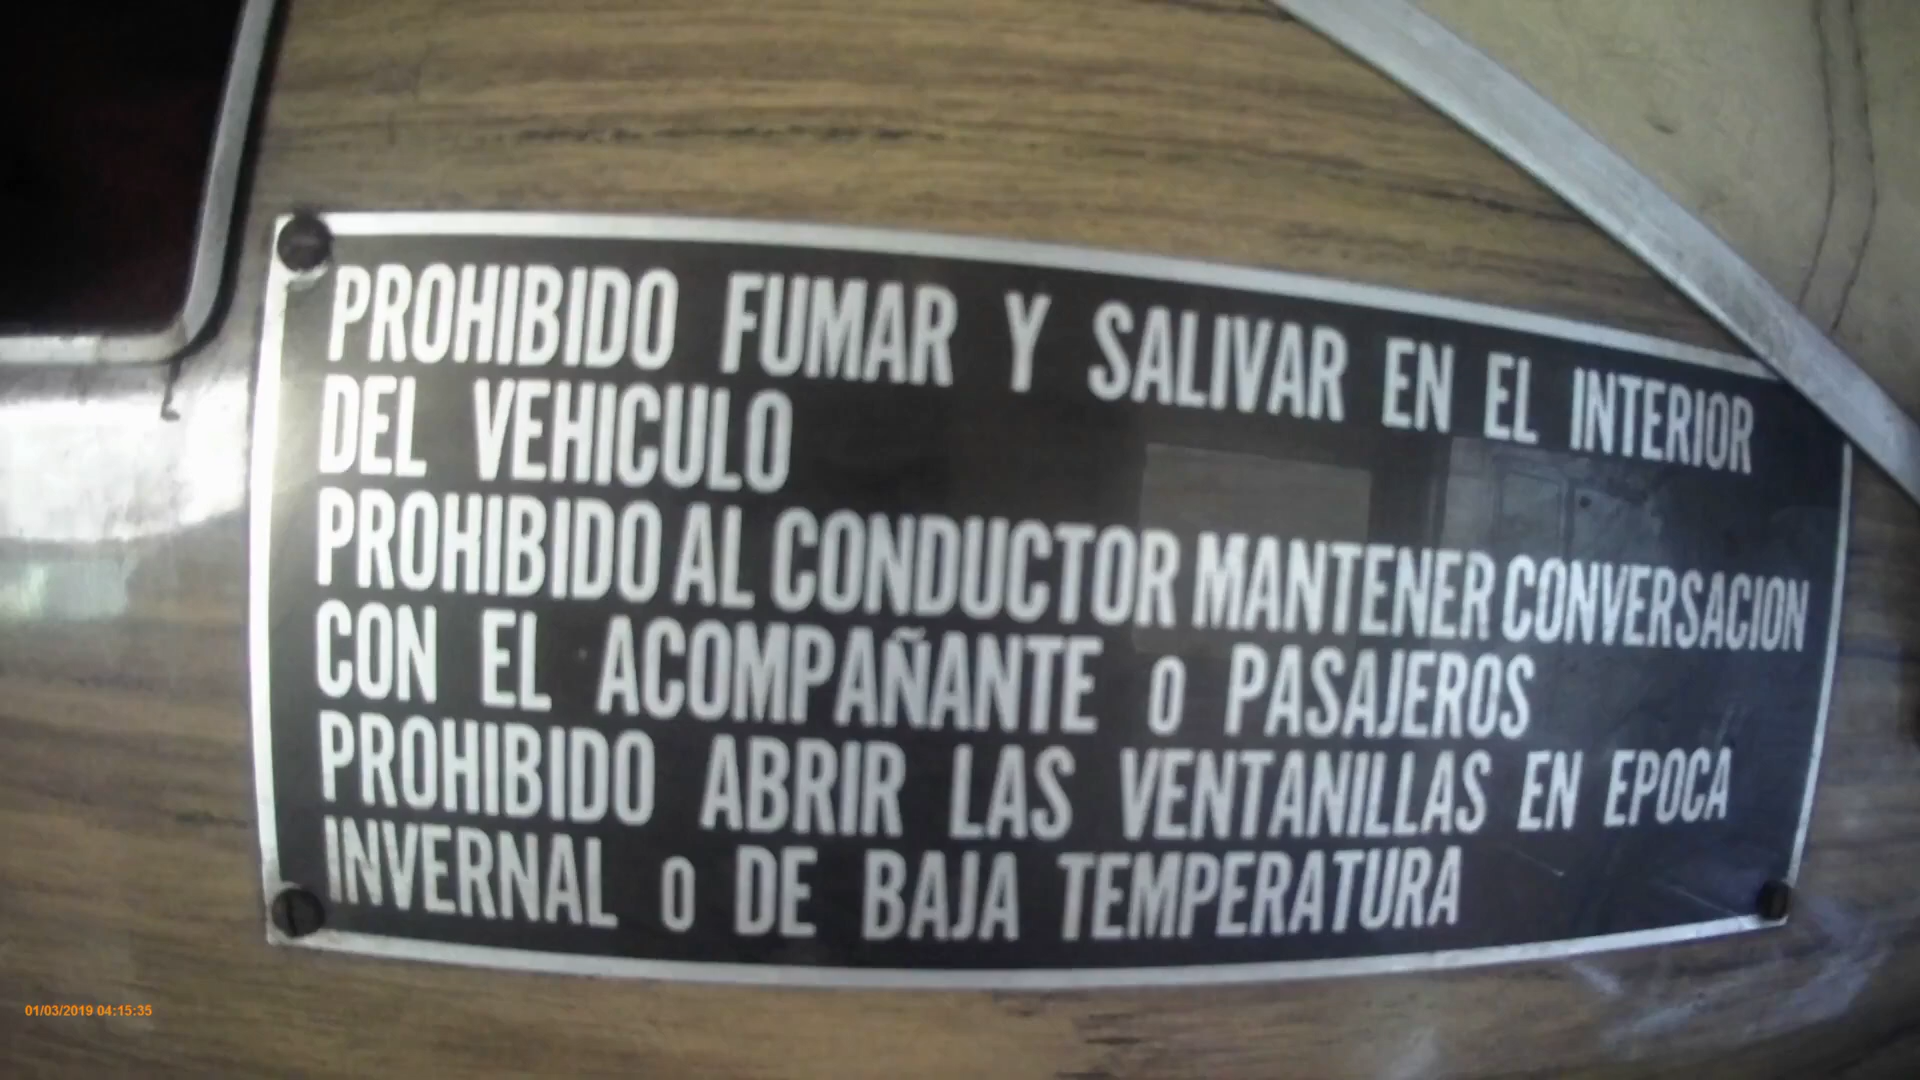 PROHIBIDO FUMAR Y SALIVAR EN EL INTERIOR
DEL VEHICULO
PROHIBIDO AL CONDUCTOR MANTENER CONVERSACION
CON EL ACOMPAÑANTE o PASAJEROS
PROHIBIDO ABRIR LAS VENTANILLAS EN EPOCA
INVERNAL o DE BAJA TEMPERATURA
01/03/2019 04:15:35